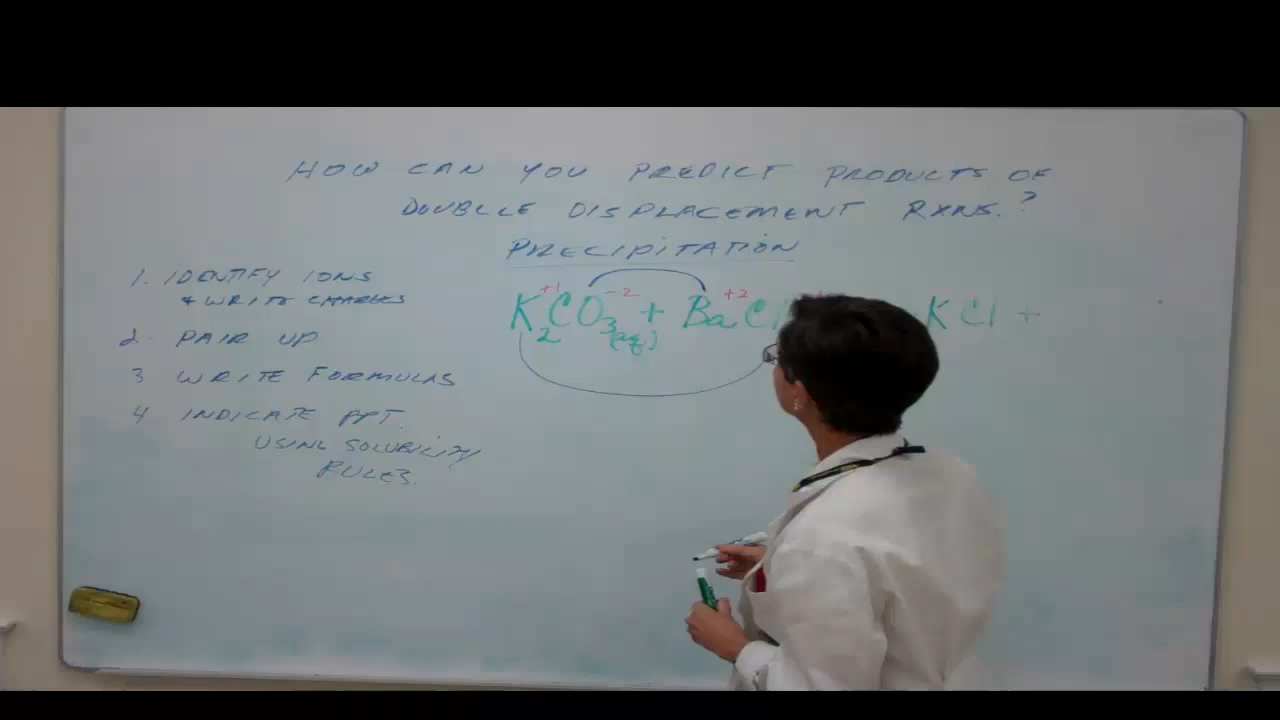 HOW CAN YOU PREDICT PRODUCTS OF
DOUBLE DISPLACEMENT RXNS.?
PRECIPITATION
1. IDENTIFY IONS
+ WRITE CHARGES
2. PAIR UP
3 WRITE FORMULAS
4 INDICATE PPT.
USING SOLUBILITY
RULES.
+1 -2 +2
K2CO3(aq) + BaCl KCl +